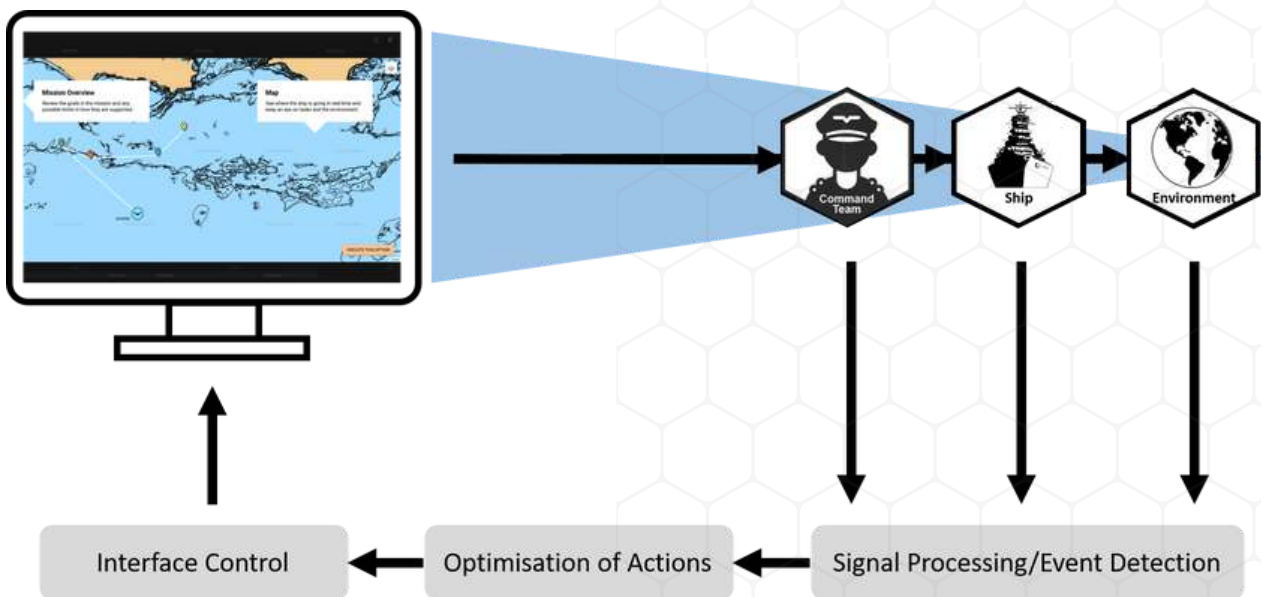 Mission Overview
Review the goals in the mission and any
possible limits in how they are supported.
Map
See where the ship is going in real-time and
keep an eye on tasks and the environment.
Command
Team
Ship
Environment
Interface Control
Optimisation of Actions
Signal Processing/Event Detection